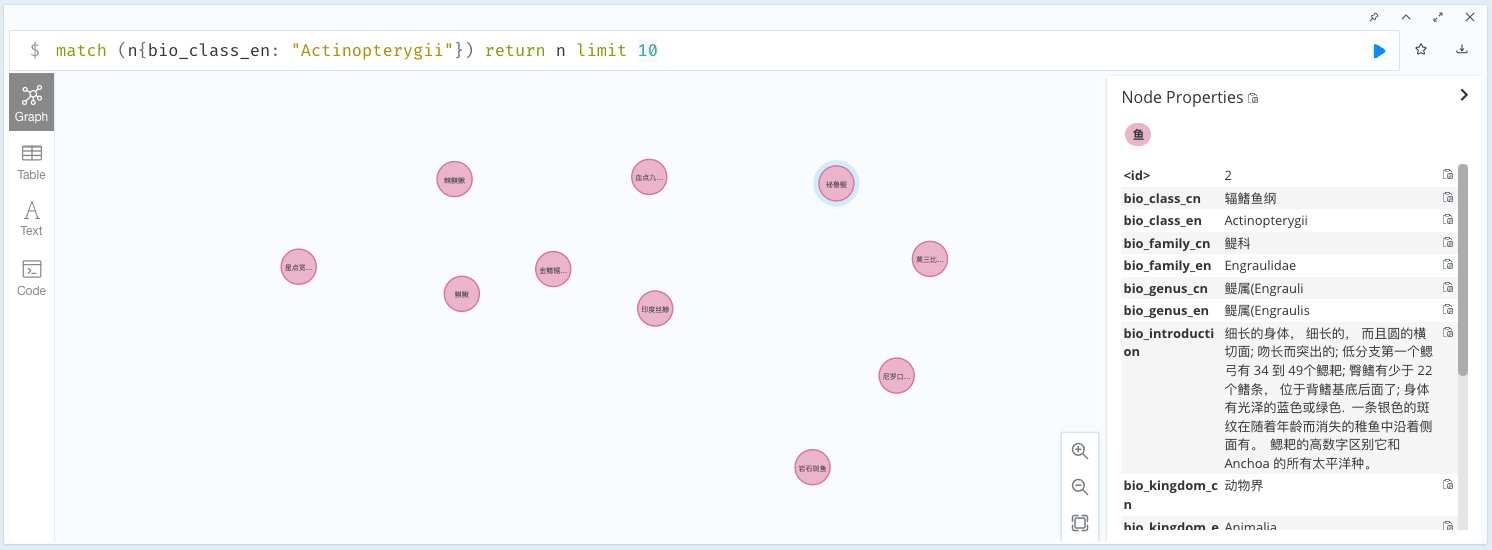 $ match (n{bio_class_en: "Actinopterygii"}) return n limit 10
Graph
Table
Text
Code
血点九...
秘鲁鳀
莫三比...
星点宽...
金鳍锯...
印度丝鲹
尼罗口...
岩石斑鱼
Node Properties
鱼
<id> 2
bio_class_cn 辐鳍鱼纲
bio_class_en Actinopterygii
bio_family_cn 鳀科
bio_family_en Engraulidae
bio_genus_cn 鳀属(Engrauli
bio_genus_en 鳀属(Engraulis
bio_introducti 细长的身体， 细长的， 而且圆的横
on 切面; 吻长而突出的; 低分支第一个鳃
弓有 34 到 49个鳃耙; 臀鳍有少于 22
个鳍条， 位于背鳍基底后面了; 身体
有光泽的蓝色或绿色. 一条银色的斑
纹在随着年龄而消失的稚鱼中沿着侧
面有。 鳃耙的高数字区别它和
Anchoa 的所有太平洋种。
bio_kingdom_c 动物界
n
bio_kingdom_e Animalia